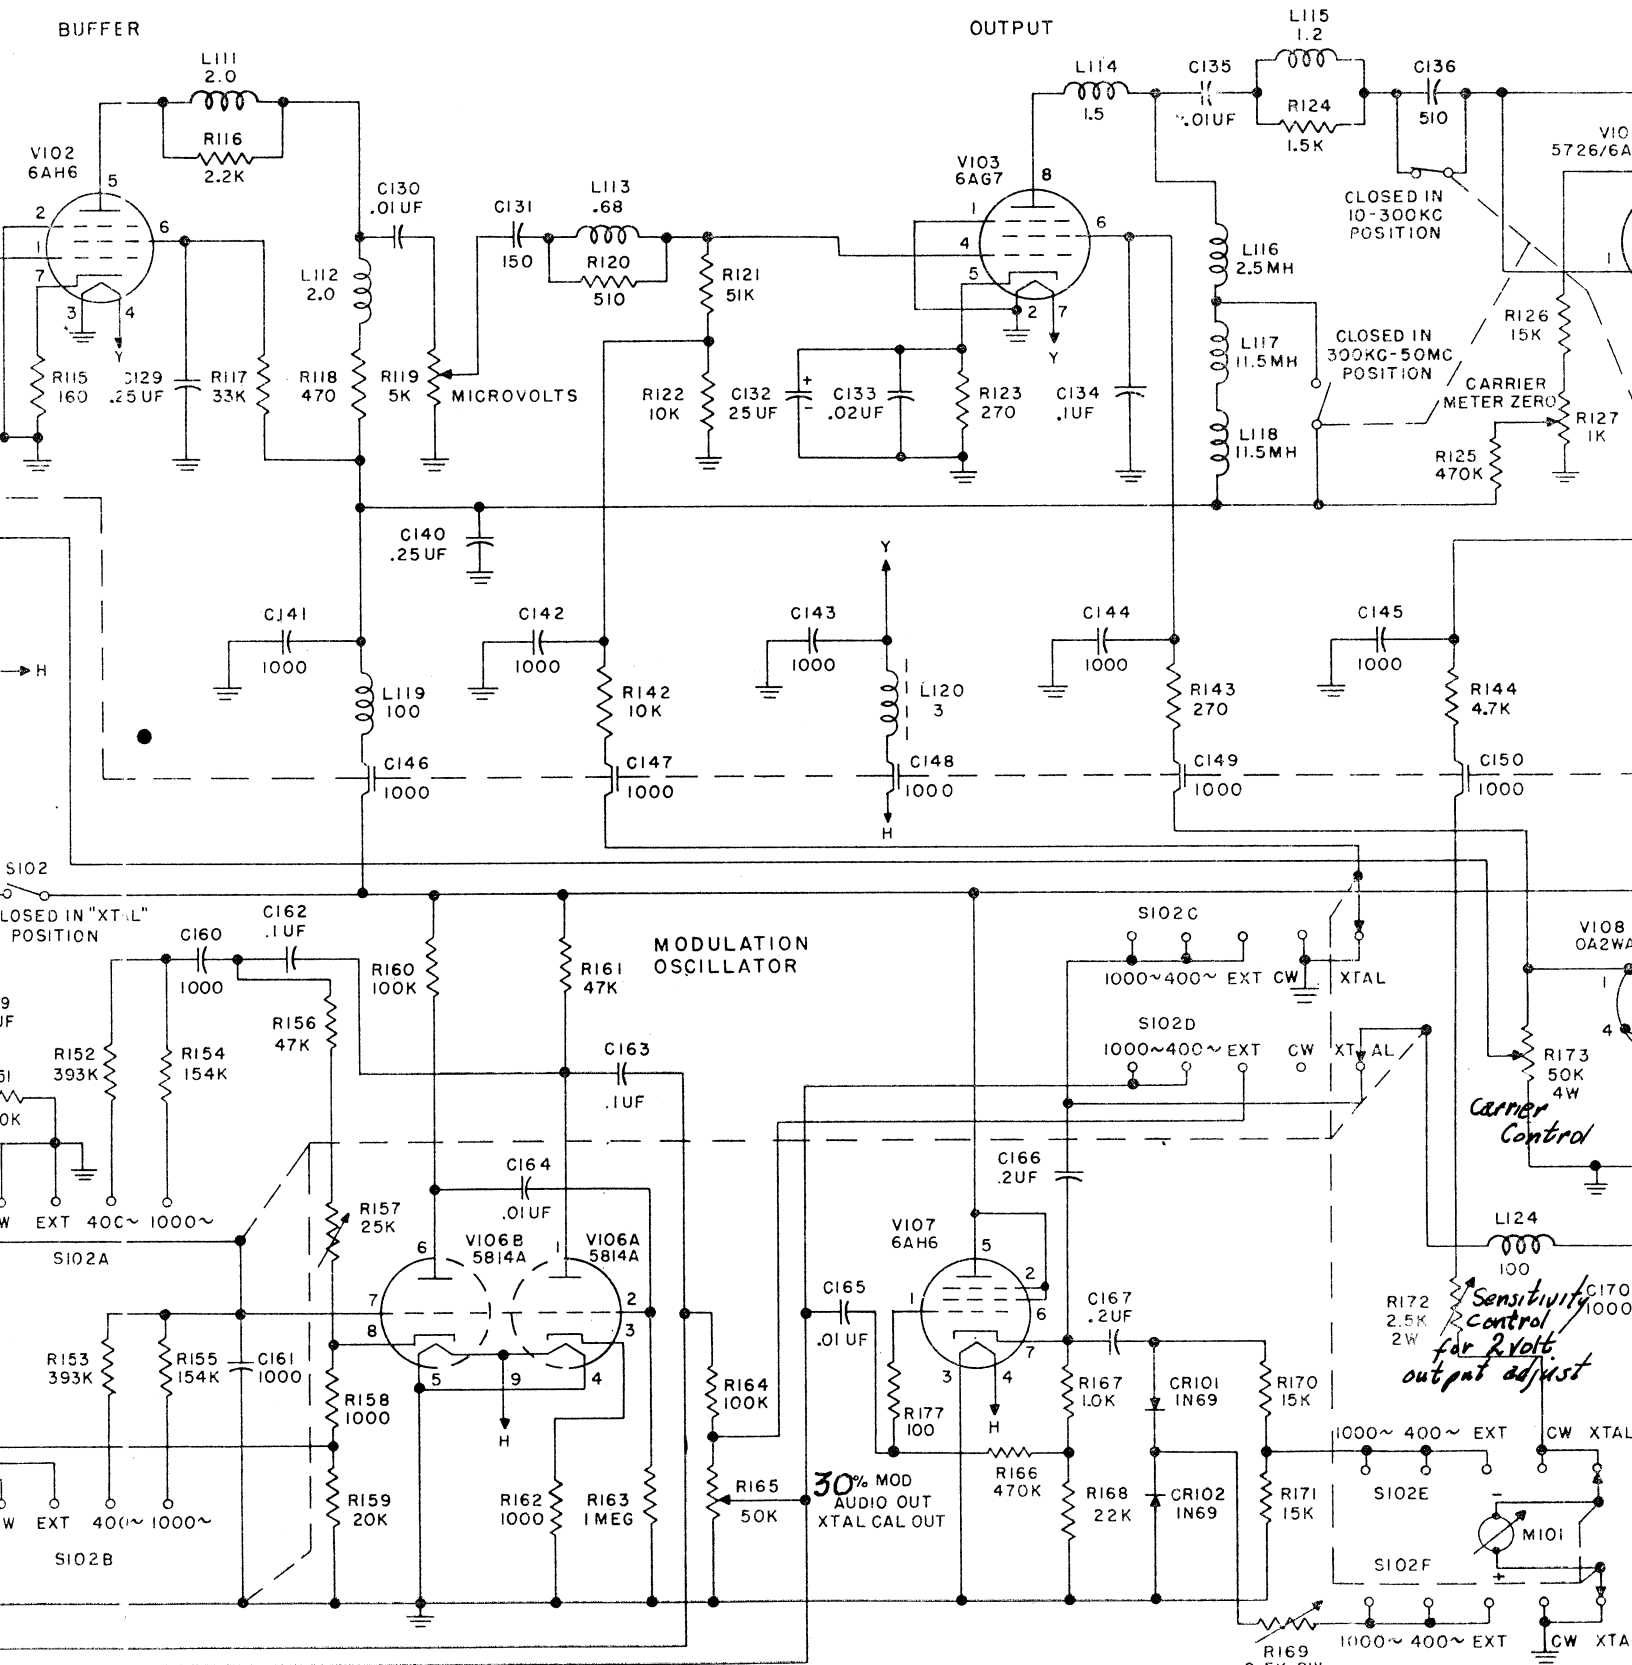 BUFFER
OUTPUT
L111
2.0
R116
2.2K
V102
6AH6
5
2
1
7
6
3
4
Y
R115
160
C129
.25UF
R117
33K
R118
470
L112
2.0
C130
.01UF
R119
5K
MICROVOLTS
C131
150
L113
.68
R120
510
R121
51K
R122
10K
C132
25UF
+
-
C133
.02UF
R123
270
V103
6AG7
8
1
4
5
6
2
7
Y
C134
.1UF
L114
1.5
C135
.01UF
L115
1.2
R124
1.5K
C136
510
CLOSED IN
10-300KC
POSITION
5726/6A
1
L116
2.5MH
L117
11.5MH
L118
11.5MH
CLOSED IN
300KC-50MC
POSITION
R126
15K
CARRIER
METER ZERO
R127
1K
R125
470K
C140
.25UF
H
C141
1000
L119
100
C146
1000
C142
1000
R142
10K
C147
1000
Y
C143
1000
L120
3
C148
1000
H
C144
1000
R143
270
C149
1000
C145
1000
R144
4.7K
C150
1000
S102
LOSED IN "XTAL"
POSITION
C160
1000
C162
.1UF
R156
47K
R152
393K
R154
154K
R160
100K
R161
47K
MODULATION
OSCILLATOR
C163
.1UF
S102C
1000~ 400~ EXT CW XTAL
S102D
1000~ 400~ EXT CW XTAL
V108
OA2WA
1
4
R173
50K
4W
Carrier
Control
W EXT 400~ 1000~
S102A
R157
25K
C164
.01UF
V106B
5814A
V106A
5814A
6
1
7
8
2
3
5
9
4
H
C166
.2UF
V107
6AH6
5
2
6
1
7
3
4
H
C165
.01UF
C167
.2UF
L124
100
C170
1000
R172
2.5K
2W
Sensitivity
Control
for 2 volt
output adjust
R153
393K
R155
154K
C161
1000
R158
1000
R159
20K
R162
1000
R163
1MEG
R164
100K
R165
50K
30% MOD
AUDIO OUT
XTAL CAL OUT
R177
100
R166
470K
R167
1.0K
R168
22K
CR101
1N69
CR102
1N69
R170
15K
R171
15K
1000~ 400~ EXT CW XTAL
S102E
-
M101
+
S102F
1000~ 400~ EXT CW XTA
R169
W EXT 400~ 1000~
S102B